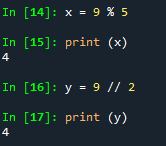 In [14]: x = 9 % 5
In [15]: print (x)
4
In [16]: y = 9 // 2
In [17]: print (y)
4